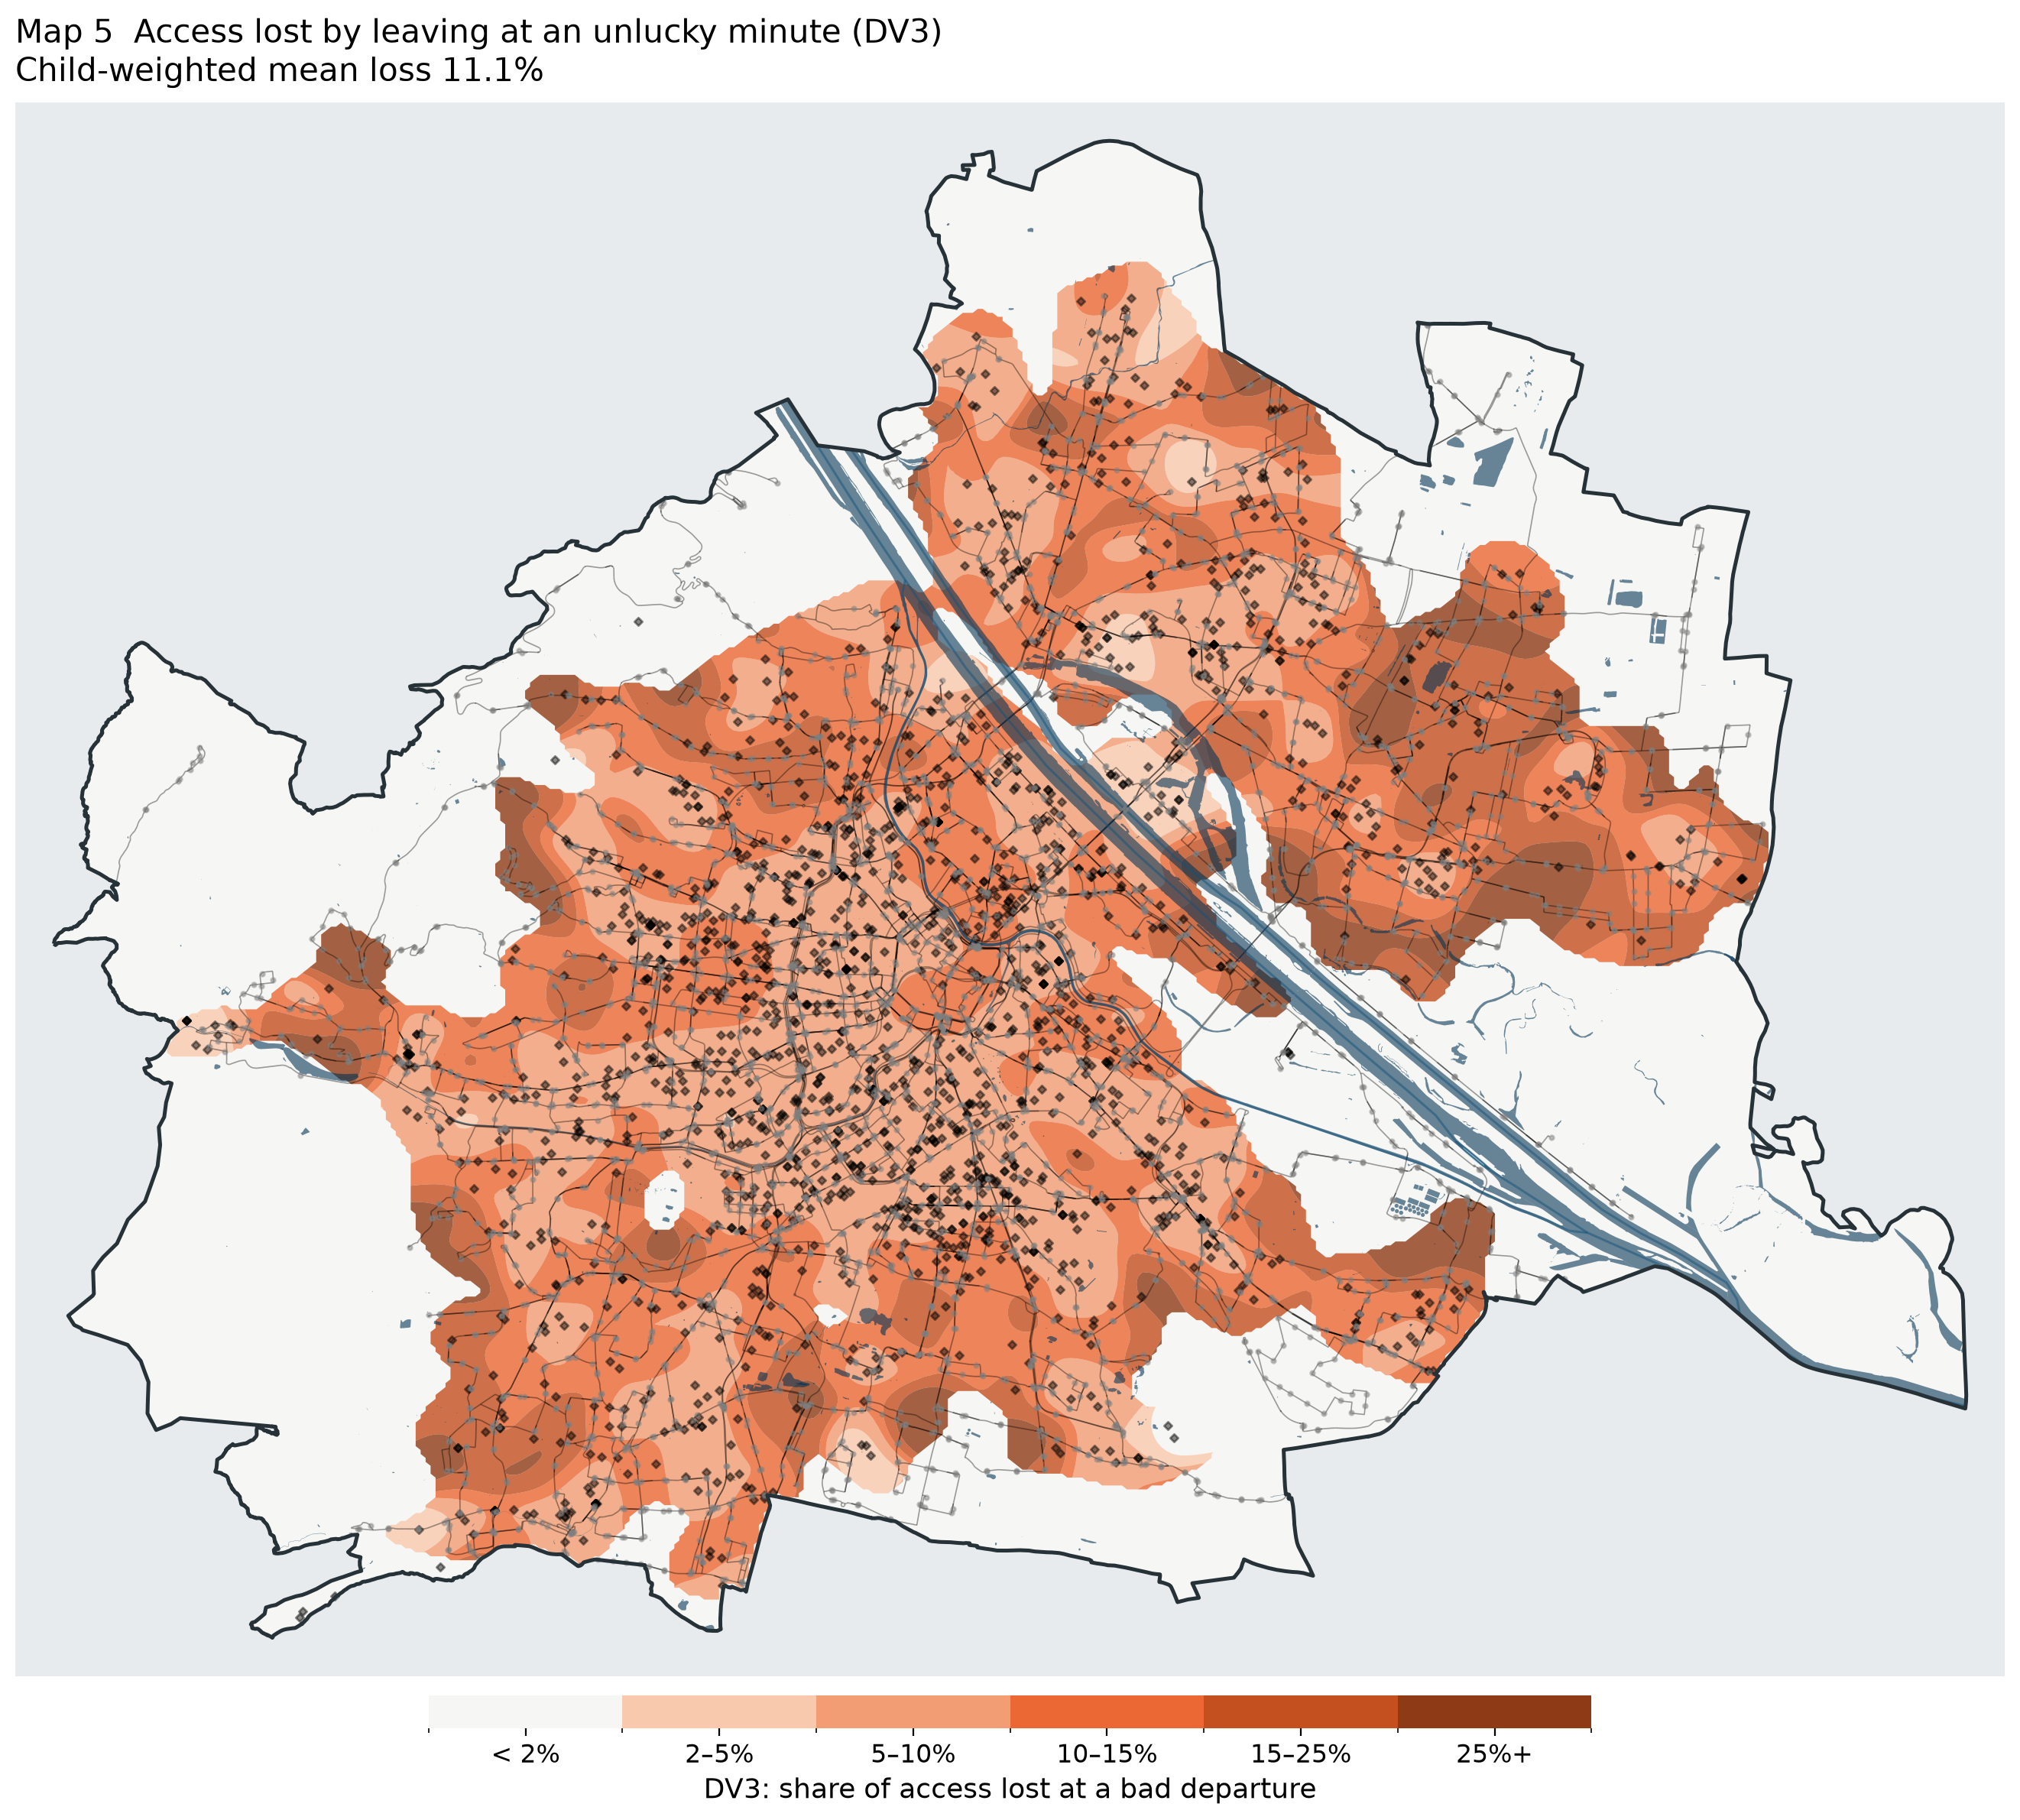 Map 5  Access lost by leaving at an unlucky minute (DV3)
Child-weighted mean loss 11.1%
< 2%
2–5%
5–10%
10–15%
15–25%
25%+
DV3: share of access lost at a bad departure